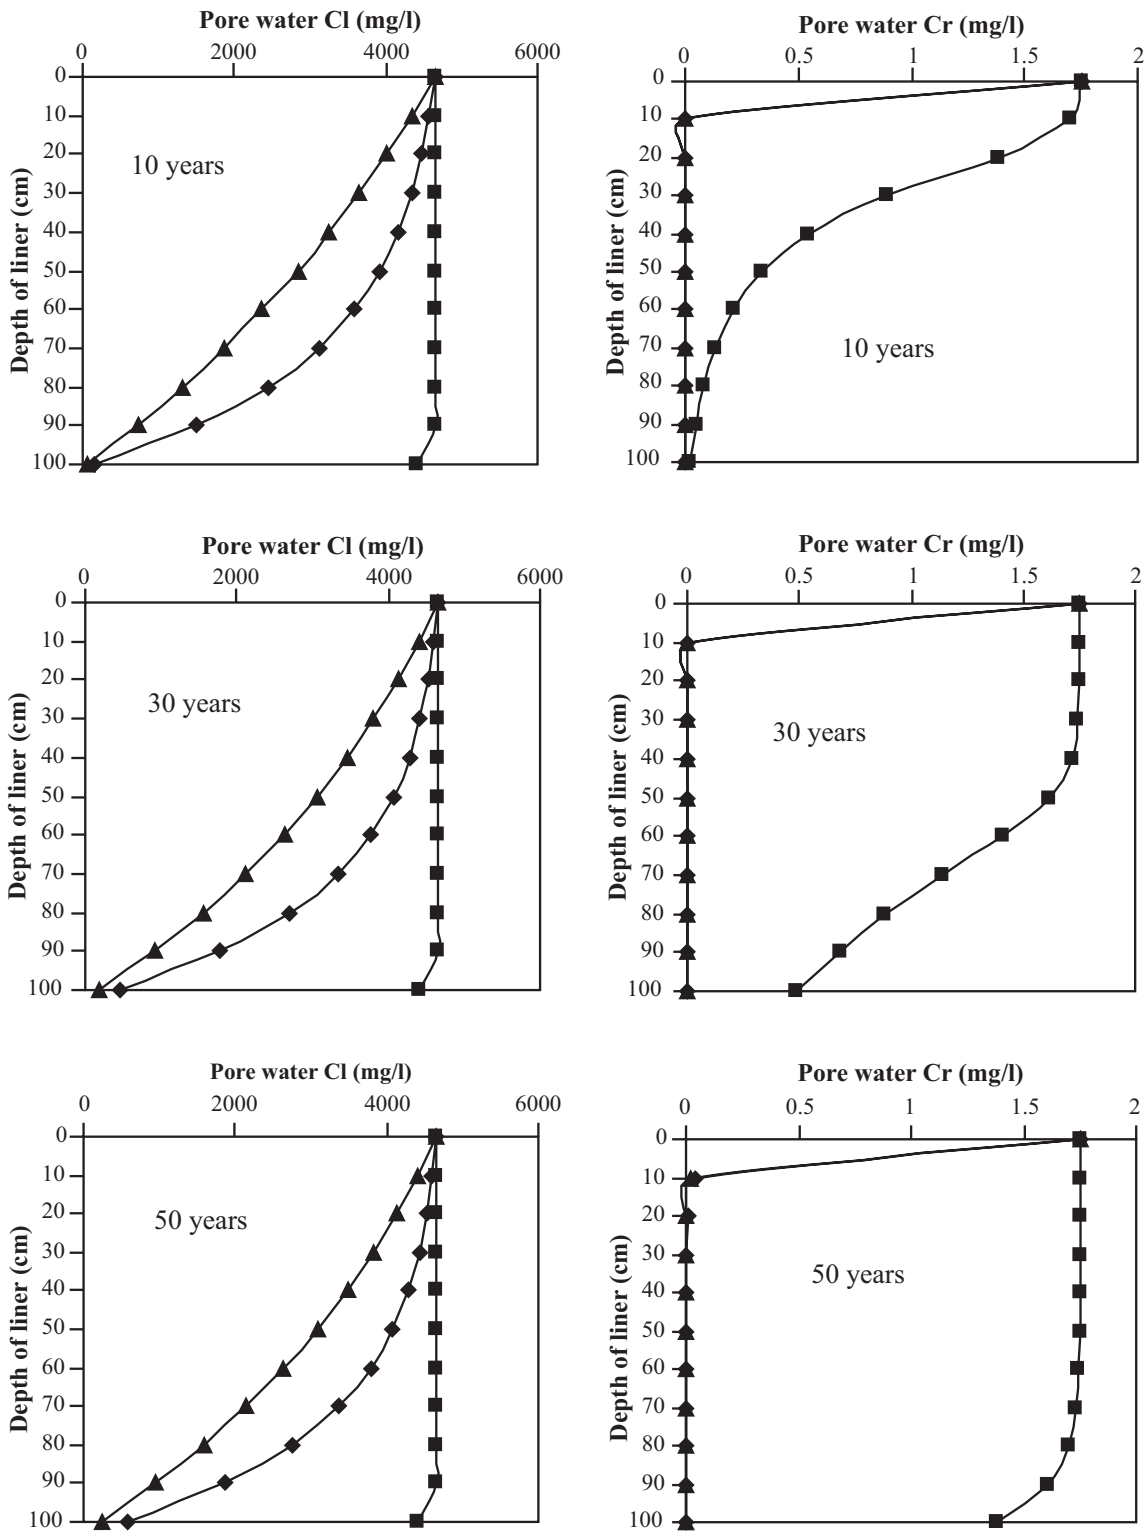 Pore water Cl (mg/l)
0 2000 4000 6000
0
10
20
30
40
50
60
70
80
90
100
Depth of liner (cm)
10 years
Pore water Cr (mg/l)
0 0.5 1 1.5 2
0
10
20
30
40
50
60
70
80
90
100
Depth of liner (cm)
10 years
Pore water Cl (mg/l)
0 2000 4000 6000
0
10
20
30
40
50
60
70
80
90
100
Depth of liner (cm)
30 years
Pore water Cr (mg/l)
0 0.5 1 1.5 2
0
10
20
30
40
50
60
70
80
90
100
Depth of liner (cm)
30 years
Pore water Cl (mg/l)
0 2000 4000 6000
0
10
20
30
40
50
60
70
80
90
100
Depth of liner (cm)
50 years
Pore water Cr (mg/l)
0 0.5 1 1.5 2
0
10
20
30
40
50
60
70
80
90
100
Depth of liner (cm)
50 years